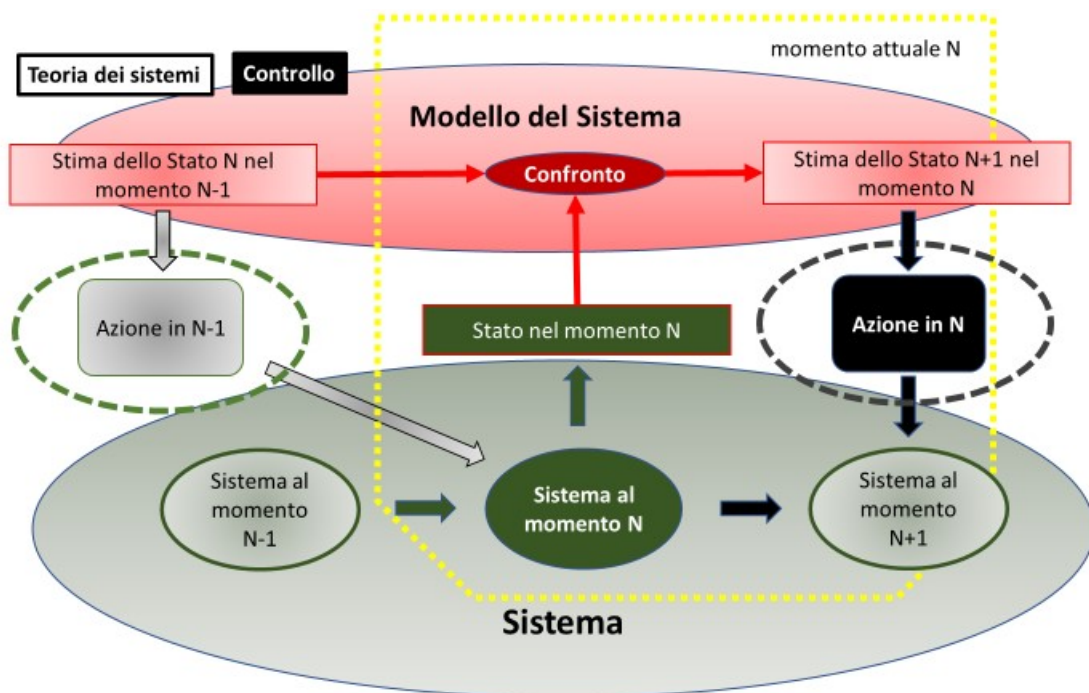 momento attuale N
Teoria dei sistemi
Controllo
Modello del Sistema
Stima dello Stato N nel
momento N-1
Confronto
Stima dello Stato N+1 nel
momento N
Azione in N-1
Stato nel momento N
Azione in N
Sistema al
momento
N-1
Sistema al
momento N
Sistema al
momento
N+1
Sistema